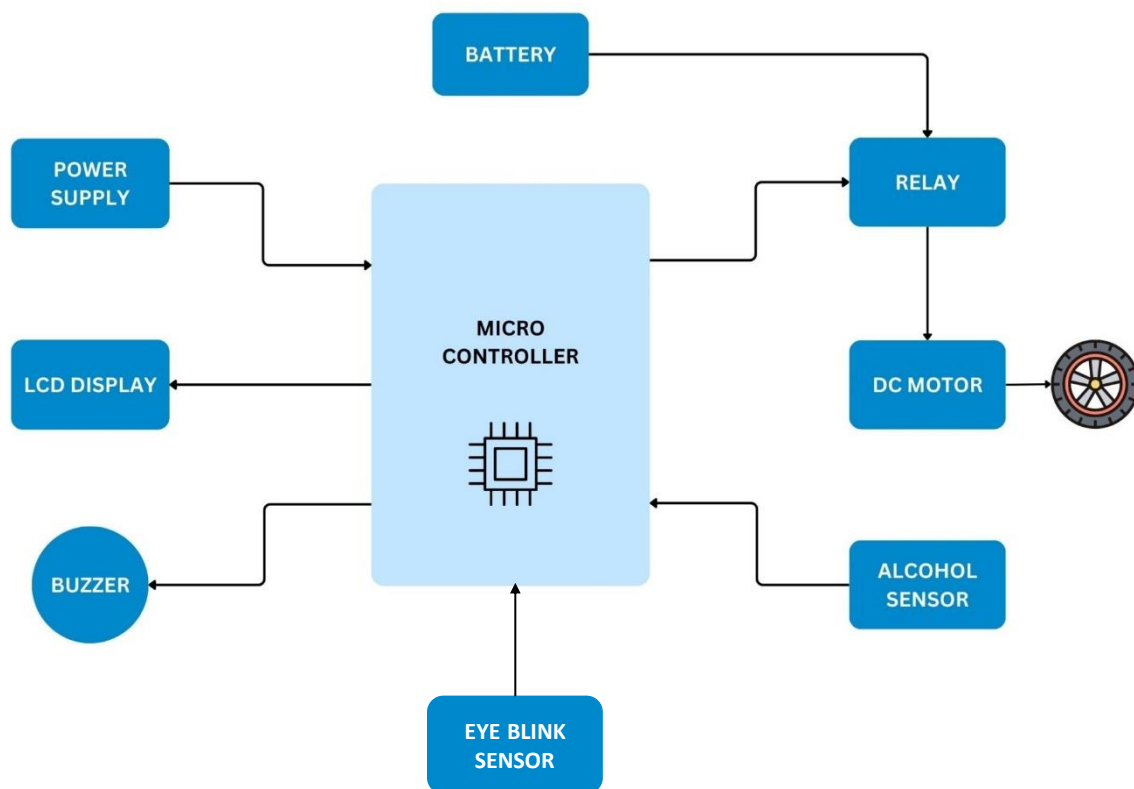 BATTERY
POWER
SUPPLY
RELAY
MICRO
CONTROLLER
LCD DISPLAY
DC MOTOR
BUZZER
ALCOHOL
SENSOR
EYE BLINK
SENSOR